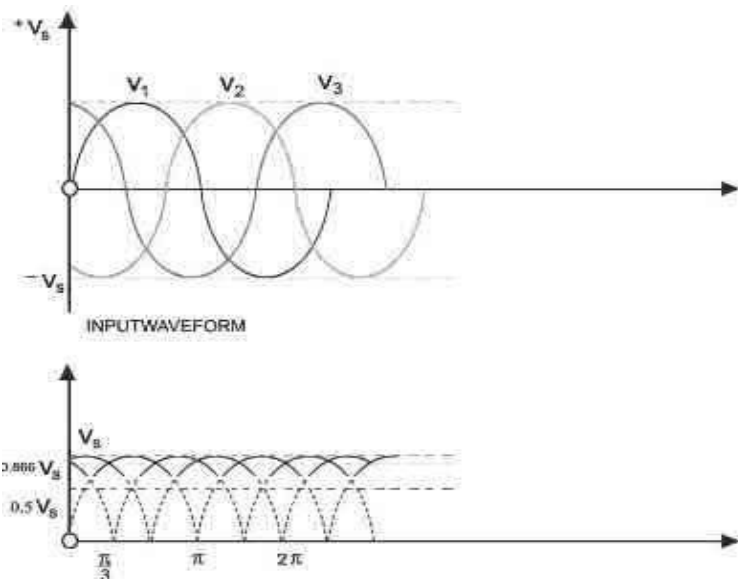 +Vs
V1 V2 V3
−Vs
INPUTWAVEFORM
Vs
0.866 Vs
0.5 Vs
π/3 π 2π